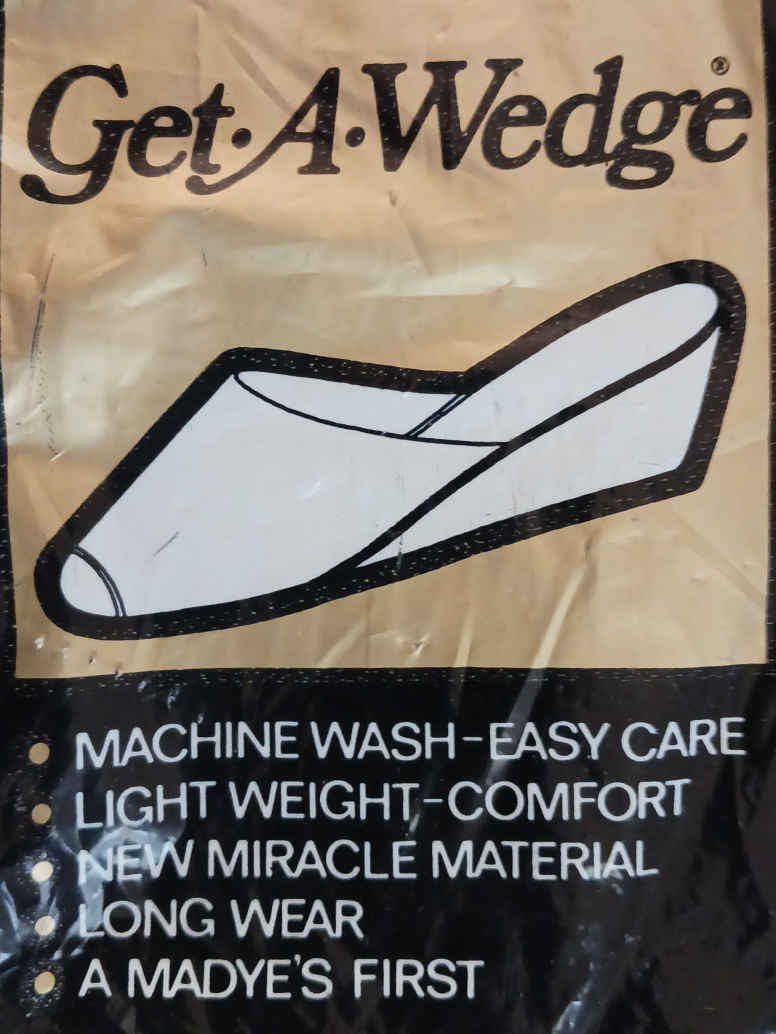 Get·A·Wedge®
• MACHINE WASH-EASY CARE
• LIGHT WEIGHT-COMFORT
• NEW MIRACLE MATERIAL
• LONG WEAR
• A MADYE'S FIRST